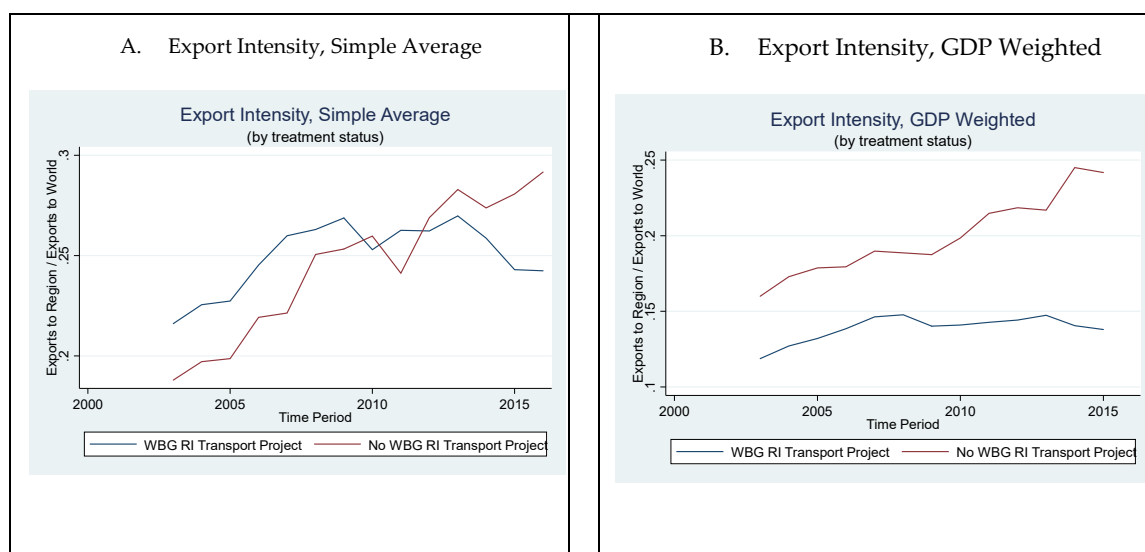 A. Export Intensity, Simple Average
Export Intensity, Simple Average
(by treatment status)
Exports to Region / Exports to World
.3
.25
.2
2000 2005 2010 2015
Time Period
WBG RI Transport Project No WBG RI Transport Project
B. Export Intensity, GDP Weighted
Export Intensity, GDP Weighted
(by treatment status)
Exports to Region / Exports to World
.25
.2
.15
.1
2000 2005 2010 2015
Time Period
WBG RI Transport Project No WBG RI Transport Project